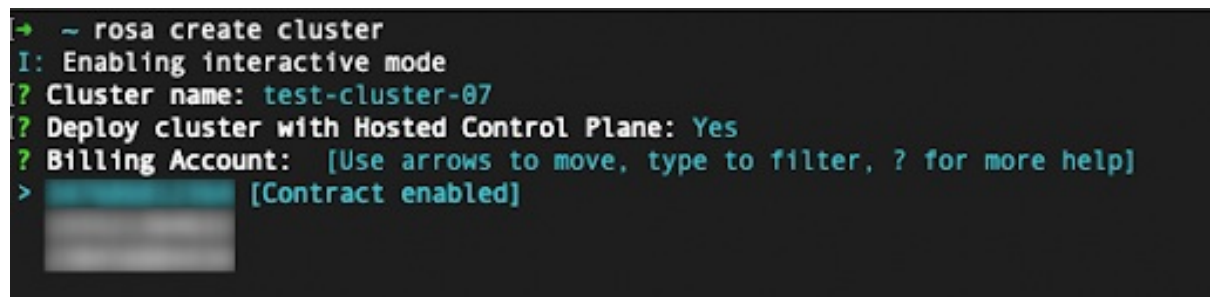 [➜  ~ rosa create cluster
I: Enabling interactive mode
[? Cluster name: test-cluster-07
[? Deploy cluster with Hosted Control Plane: Yes
? Billing Account:  [Use arrows to move, type to filter, ? for more help]
> [Contract enabled]